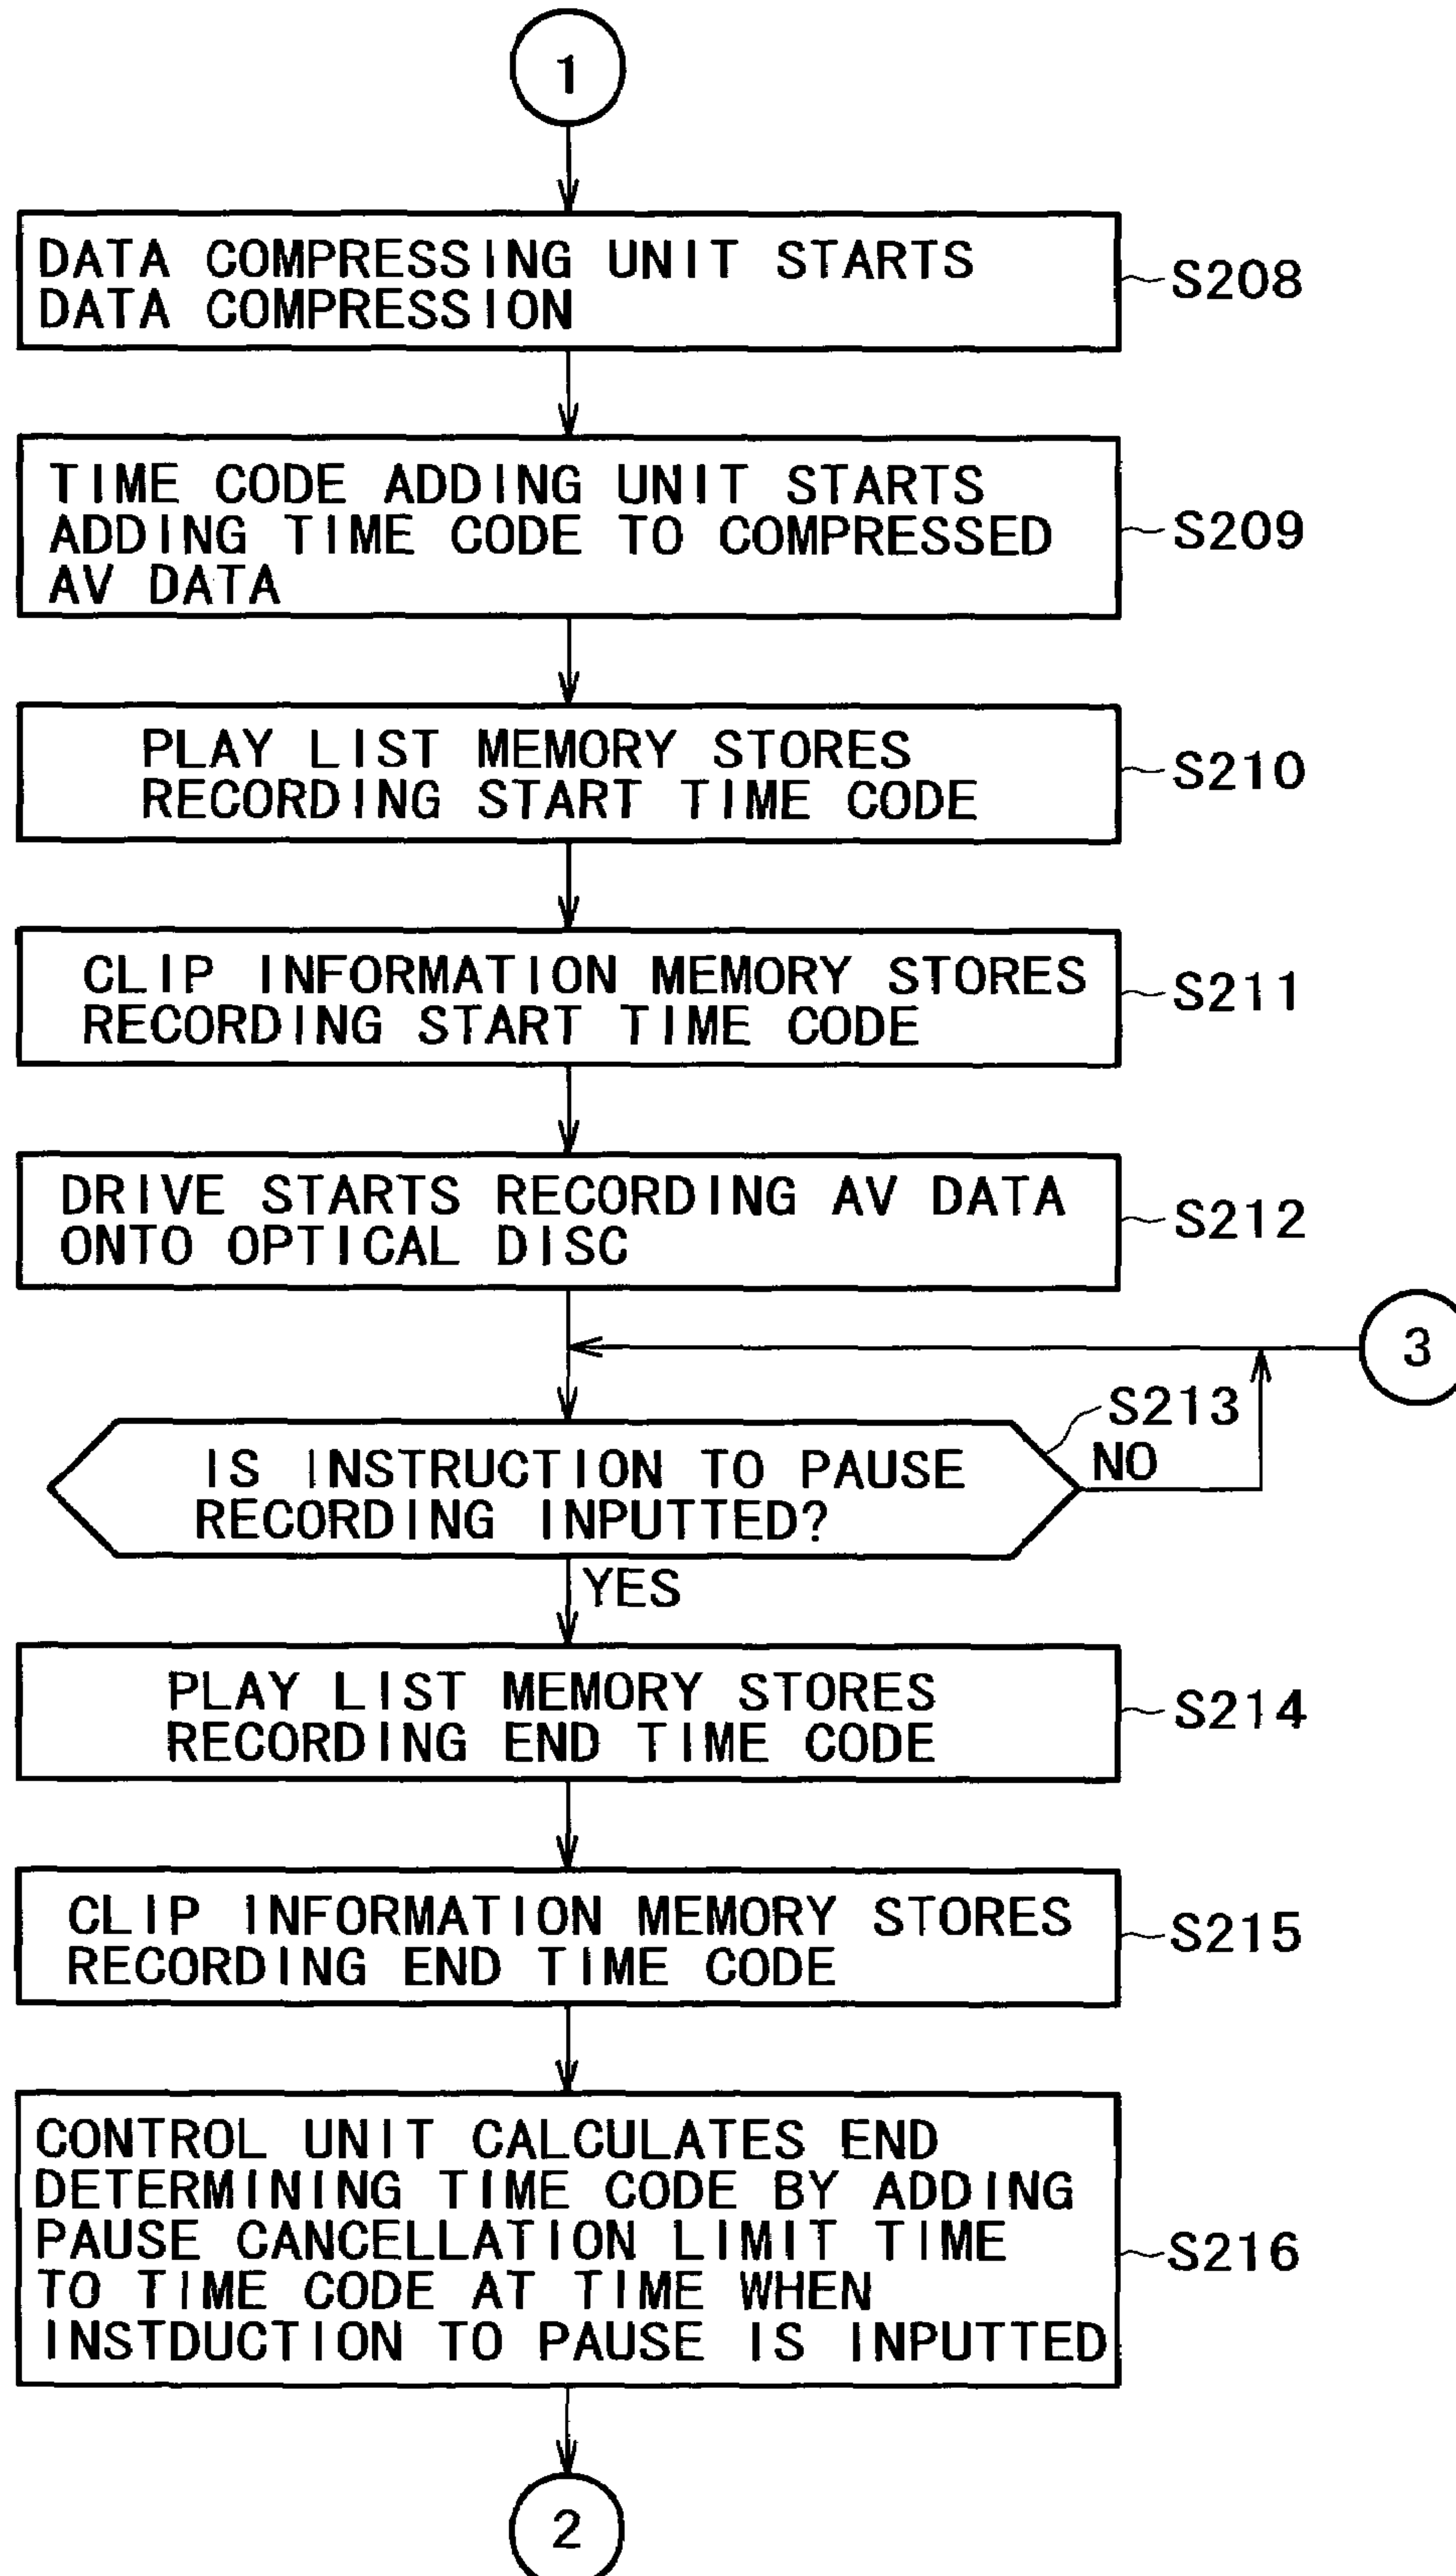 1
DATA COMPRESSING UNIT STARTS
DATA COMPRESSION
S208
TIME CODE ADDING UNIT STARTS
ADDING TIME CODE TO COMPRESSED
AV DATA
S209
PLAY LIST MEMORY STORES
RECORDING START TIME CODE
S210
CLIP INFORMATION MEMORY STORES
RECORDING START TIME CODE
S211
DRIVE STARTS RECORDING AV DATA
ONTO OPTICAL DISC
S212
3
S213
IS INSTRUCTION TO PAUSE
RECORDING INPUTTED?
NO
YES
PLAY LIST MEMORY STORES
RECORDING END TIME CODE
S214
CLIP INFORMATION MEMORY STORES
RECORDING END TIME CODE
S215
CONTROL UNIT CALCULATES END
DETERMINING TIME CODE BY ADDING
PAUSE CANCELLATION LIMIT TIME
TO TIME CODE AT TIME WHEN
INSTDUCTION TO PAUSE IS INPUTTED
S216
2